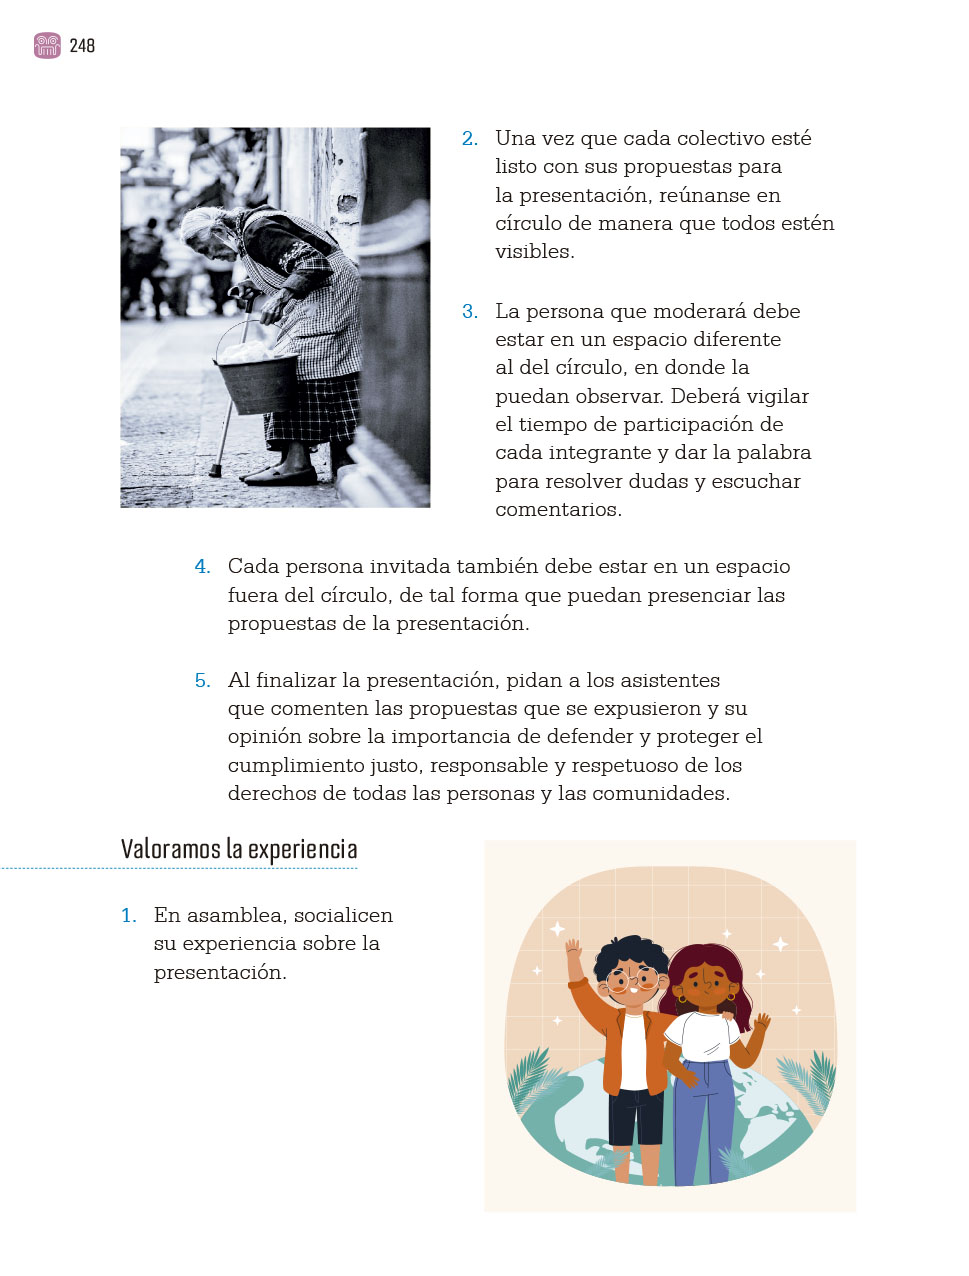 248
2. Una vez que cada colectivo esté
listo con sus propuestas para
la presentación, reúnanse en
círculo de manera que todos estén
visibles.
3. La persona que moderará debe
estar en un espacio diferente
al del círculo, en donde la
puedan observar. Deberá vigilar
el tiempo de participación de
cada integrante y dar la palabra
para resolver dudas y escuchar
comentarios.
4. Cada persona invitada también debe estar en un espacio
fuera del círculo, de tal forma que puedan presenciar las
propuestas de la presentación.
5. Al finalizar la presentación, pidan a los asistentes
que comenten las propuestas que se expusieron y su
opinión sobre la importancia de defender y proteger el
cumplimiento justo, responsable y respetuoso de los
derechos de todas las personas y las comunidades.
Valoramos la experiencia
1. En asamblea, socialicen
su experiencia sobre la
presentación.